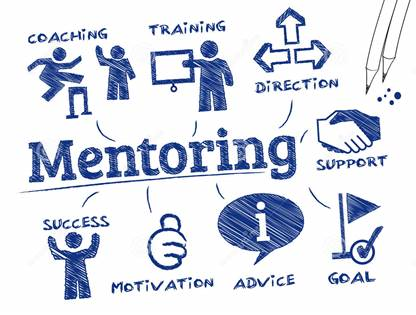 COACHING
TRAINING
DIRECTION
Mentoring
SUPPORT
SUCCESS
MOTIVATION
i
ADVICE
GOAL